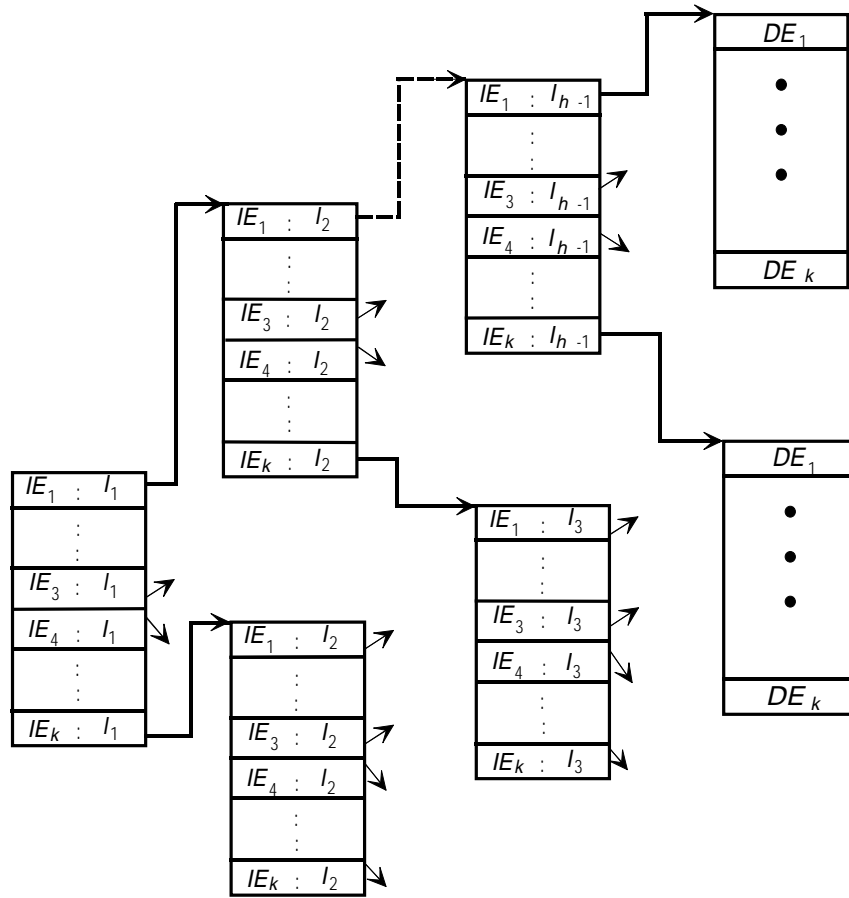 IE₁ : I₁
:
:
IE₃ : I₁
IE₄ : I₁
:
:
IEₖ : I₁
IE₁ : I₂
:
:
IE₃ : I₂
IE₄ : I₂
:
:
IEₖ : I₂
IE₁ : I₂
:
:
IE₃ : I₂
IE₄ : I₂
:
:
IEₖ : I₂
IE₁ : Iₕ₋₁
:
:
IE₃ : Iₕ₋₁
IE₄ : Iₕ₋₁
:
:
IEₖ : Iₕ₋₁
IE₁ : I₃
:
:
IE₃ : I₃
IE₄ : I₃
:
:
IEₖ : I₃
DE₁
•
•
•
DEₖ
DE₁
•
•
•
DEₖ